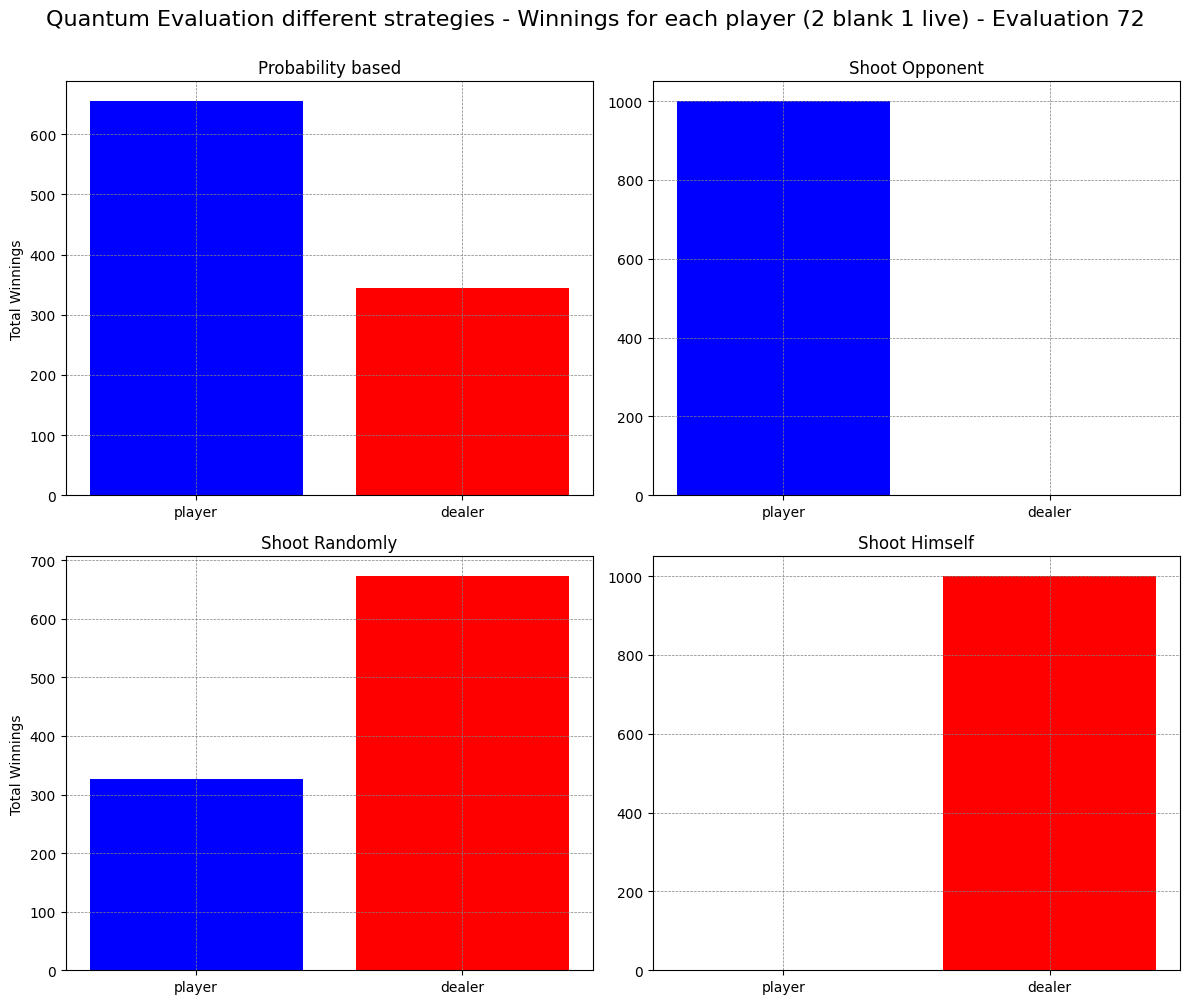 Quantum Evaluation different strategies - Winnings for each player (2 blank 1 live) - Evaluation 72
Probability based
Total Winnings
600
500
400
300
200
100
0
player
dealer
Shoot Opponent
1000
800
600
400
200
0
player
dealer
Shoot Randomly
Total Winnings
700
600
500
400
300
200
100
0
player
dealer
Shoot Himself
1000
800
600
400
200
0
player
dealer